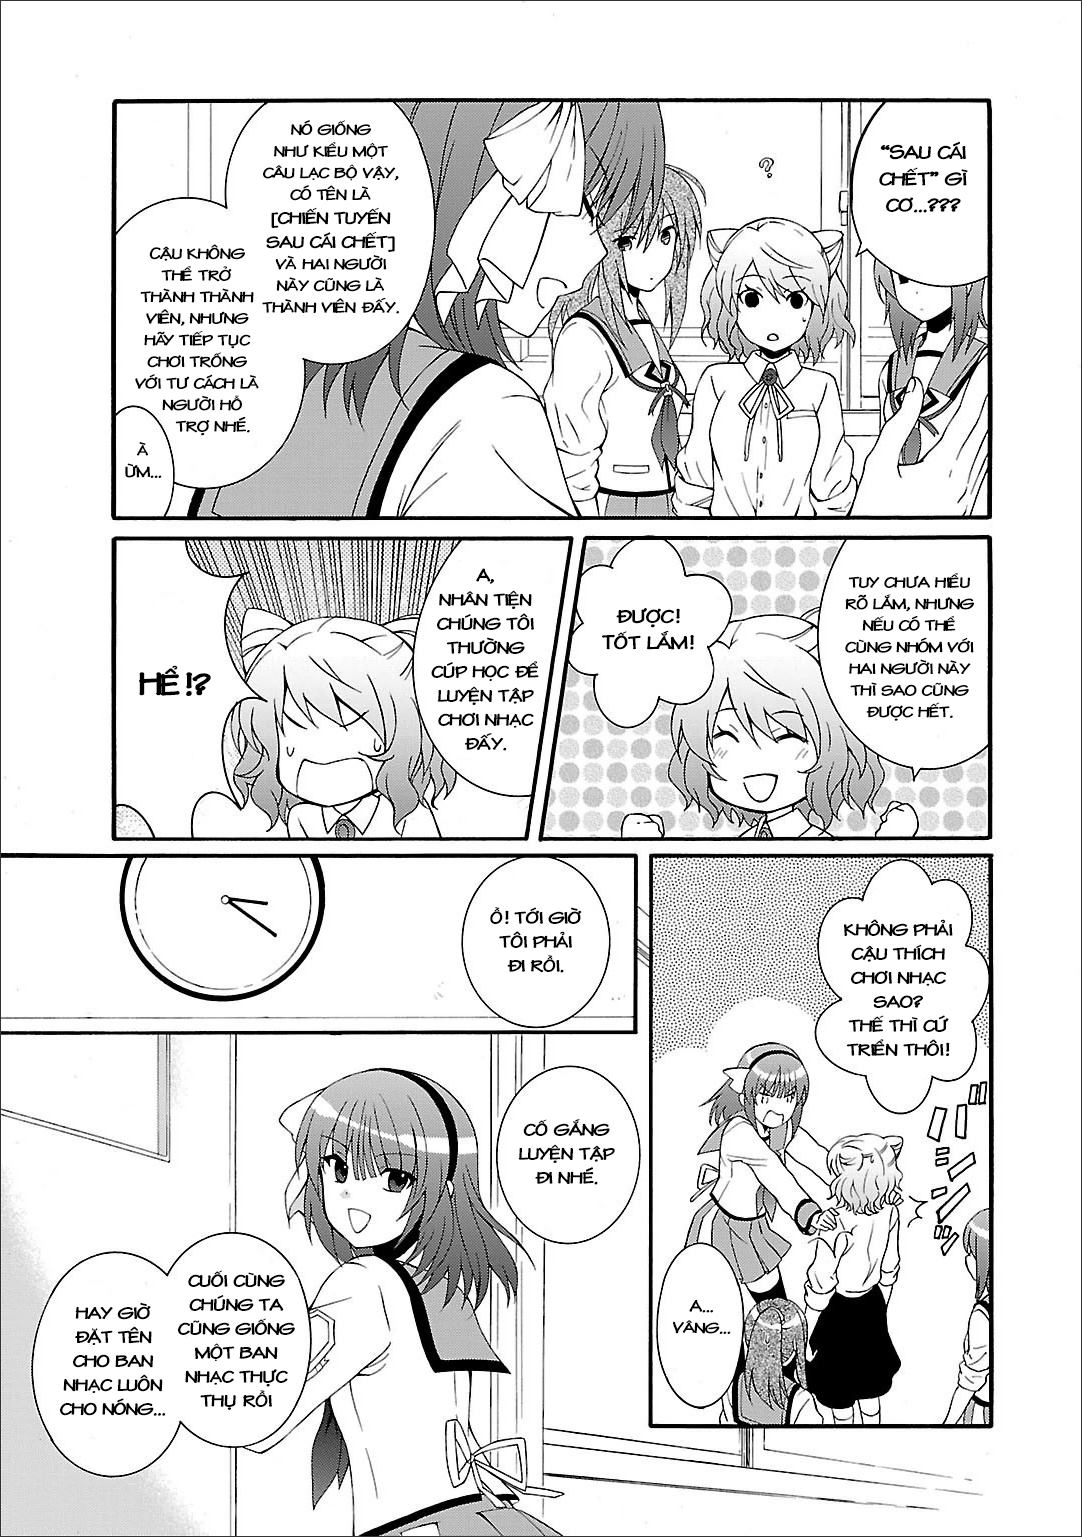 “SAU CÁI
CHẾT” GÌ
CƠ...???
?
NÓ GIỐNG
NHƯ KIỂU MỘT
CÂU LẠC BỘ VẬY,
CÓ TÊN LÀ
[CHIẾN TUYẾN
SAU CÁI CHẾT]
VÀ HAI NGƯỜI
NÀY CŨNG LÀ
THÀNH VIÊN ĐẤY.
CẬU KHÔNG
THỂ TRỞ
THÀNH THÀNH
VIÊN, NHƯNG
HÃY TIẾP TỤC
CHƠI TRỐNG
VỚI TƯ CÁCH LÀ
NGƯỜI HỖ
TRỢ NHÉ.
À
ỪM...
TUY CHƯA HIỂU
RÕ LẮM, NHƯNG
NẾU CÓ THỂ
CÙNG NHÓM VỚI
HAI NGƯỜI NÀY
THÌ SAO CŨNG
ĐƯỢC HẾT.
ĐƯỢC!
TỐT LẮM!
A,
NHÂN TIỆN
CHÚNG TÔI
THƯỜNG
CÚP HỌC ĐỂ
LUYỆN TẬP
CHƠI NHẠC
ĐẤY.
HỂ!?
KHÔNG PHẢI
CẬU THÍCH
CHƠI NHẠC
SAO?
THẾ THÌ CỨ
TRIỂN THÔI!
A...
VÂNG...
Ồ! TỚI GIỜ
TÔI PHẢI
ĐI RỒI.
CỐ GẮNG
LUYỆN TẬP
ĐI NHÉ.
CUỐI CÙNG
CHÚNG TA
CŨNG GIỐNG
MỘT BAN
NHẠC THỰC
THỤ RỒI
HAY GIỜ
ĐẶT TÊN
CHO BAN
NHẠC LUÔN
CHO NÓNG...